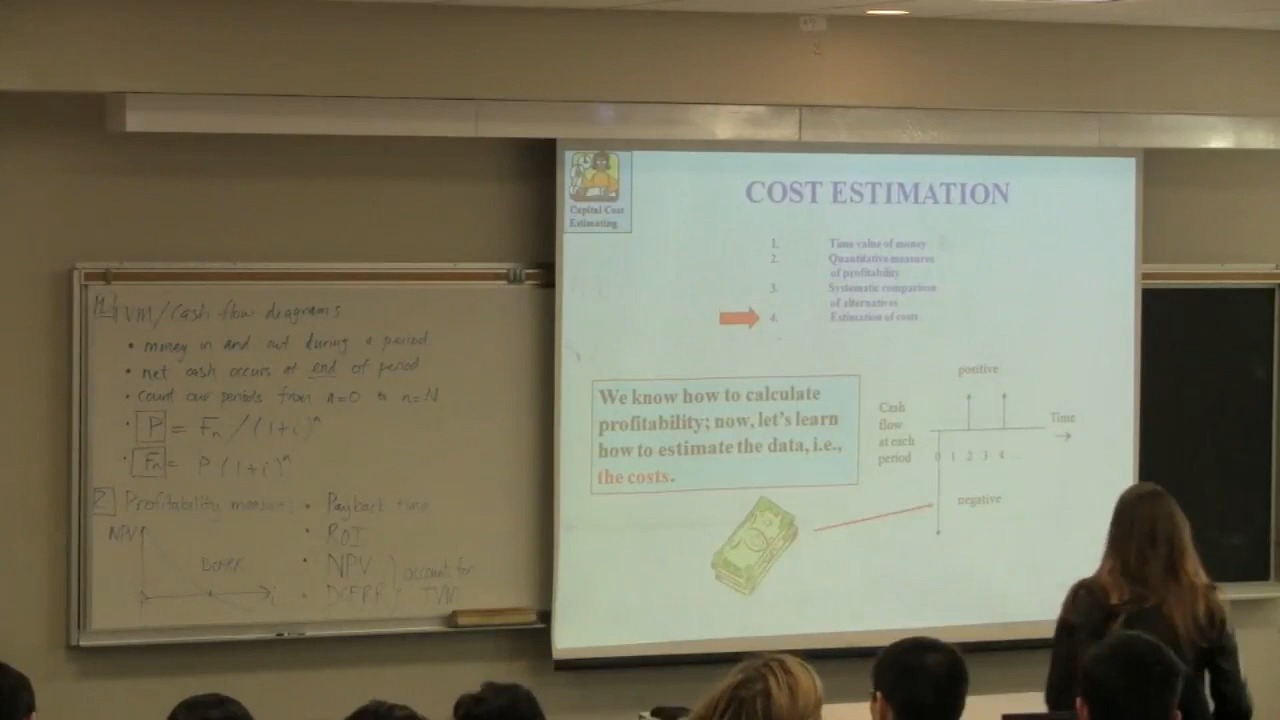 TVM/Cash flow diagrams
• money in and out during a period
• net cash occurs at end of period
• count our periods from n=0 to n=N
• P = Fn / (1+i)^n
• Fn = P (1+i)^n
Profitability measures • Payback time
• ROI
• NPV
• DCFRR
account for
TVM
NPV
DCFRR
i
Capital Cost
Estimating
COST ESTIMATION
1. Time value of money
2. Quantitative measures
of profitability
3. Systematic comparison
of alternatives
4. Estimation of costs
We know how to calculate
profitability; now, let's learn
how to estimate the data, i.e.,
the costs.
positive
Cash
flow
at each
period
Time
0 1 2 3 4 ...
negative